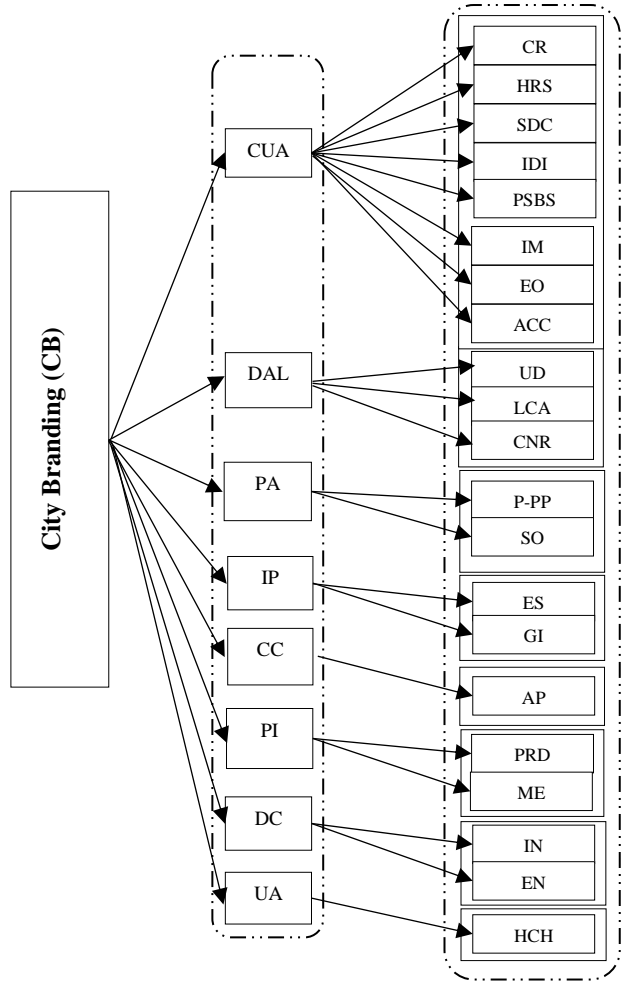 City Branding (CB)
CUA
DAL
PA
IP
CC
PI
DC
UA
CR
HRS
SDC
IDI
PSBS
IM
EO
ACC
UD
LCA
CNR
P-PP
SO
ES
GI
AP
PRD
ME
IN
EN
HCH